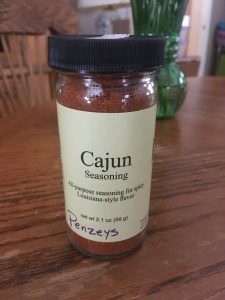 Cajun
Seasoning
All-purpose seasoning for spicy
Louisiana-style flavor
net wt 2.1 oz (59 g)
Penzeys